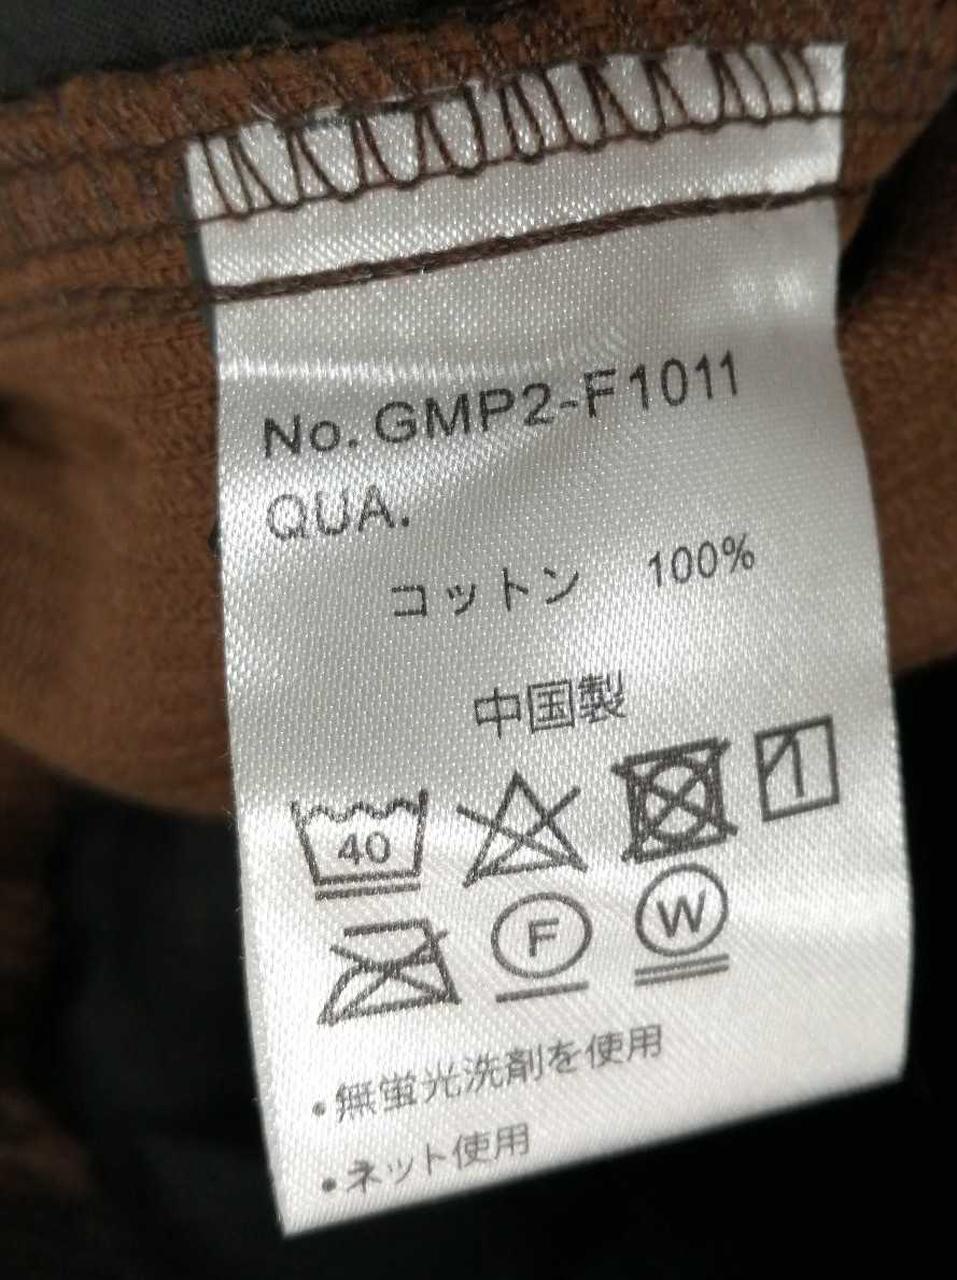 No.GMP2-F1011
QUA.
コットン 100%
中国製
40
F W
・無蛍光洗剤を使用
・ネット使用